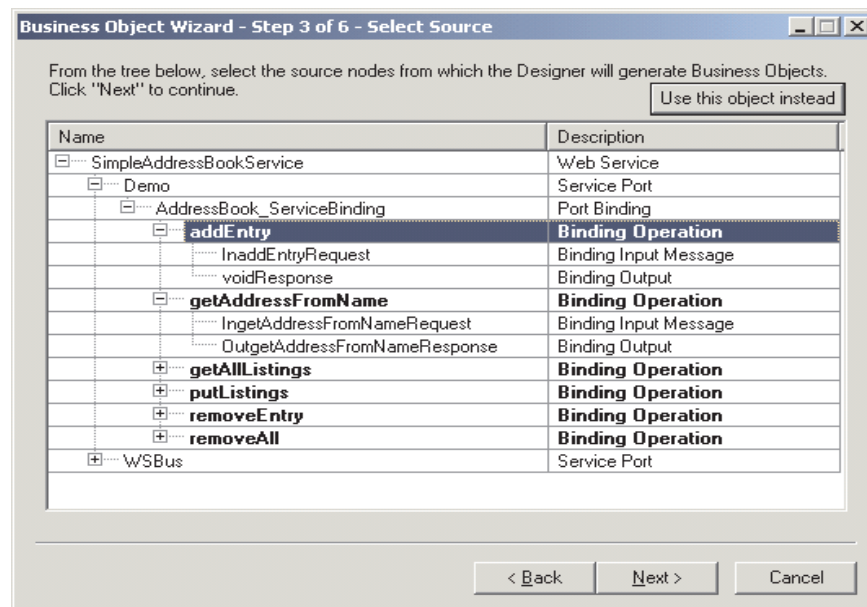 Business Object Wizard - Step 3 of 6 - Select Source
From the tree below, select the source nodes from which the Designer will generate Business Objects.
Click "Next" to continue.
Use this object instead
Name Description
SimpleAddressBookService Web Service
Demo Service Port
AddressBook_ServiceBinding Port Binding
addEntry Binding Operation
InaddEntryRequest Binding Input Message
voidResponse Binding Output
getAddressFromName Binding Operation
IngetAddressFromNameRequest Binding Input Message
OutgetAddressFromNameResponse Binding Output
getAllListings Binding Operation
putListings Binding Operation
removeEntry Binding Operation
removeAll Binding Operation
WSBus Service Port
< Back Next > Cancel